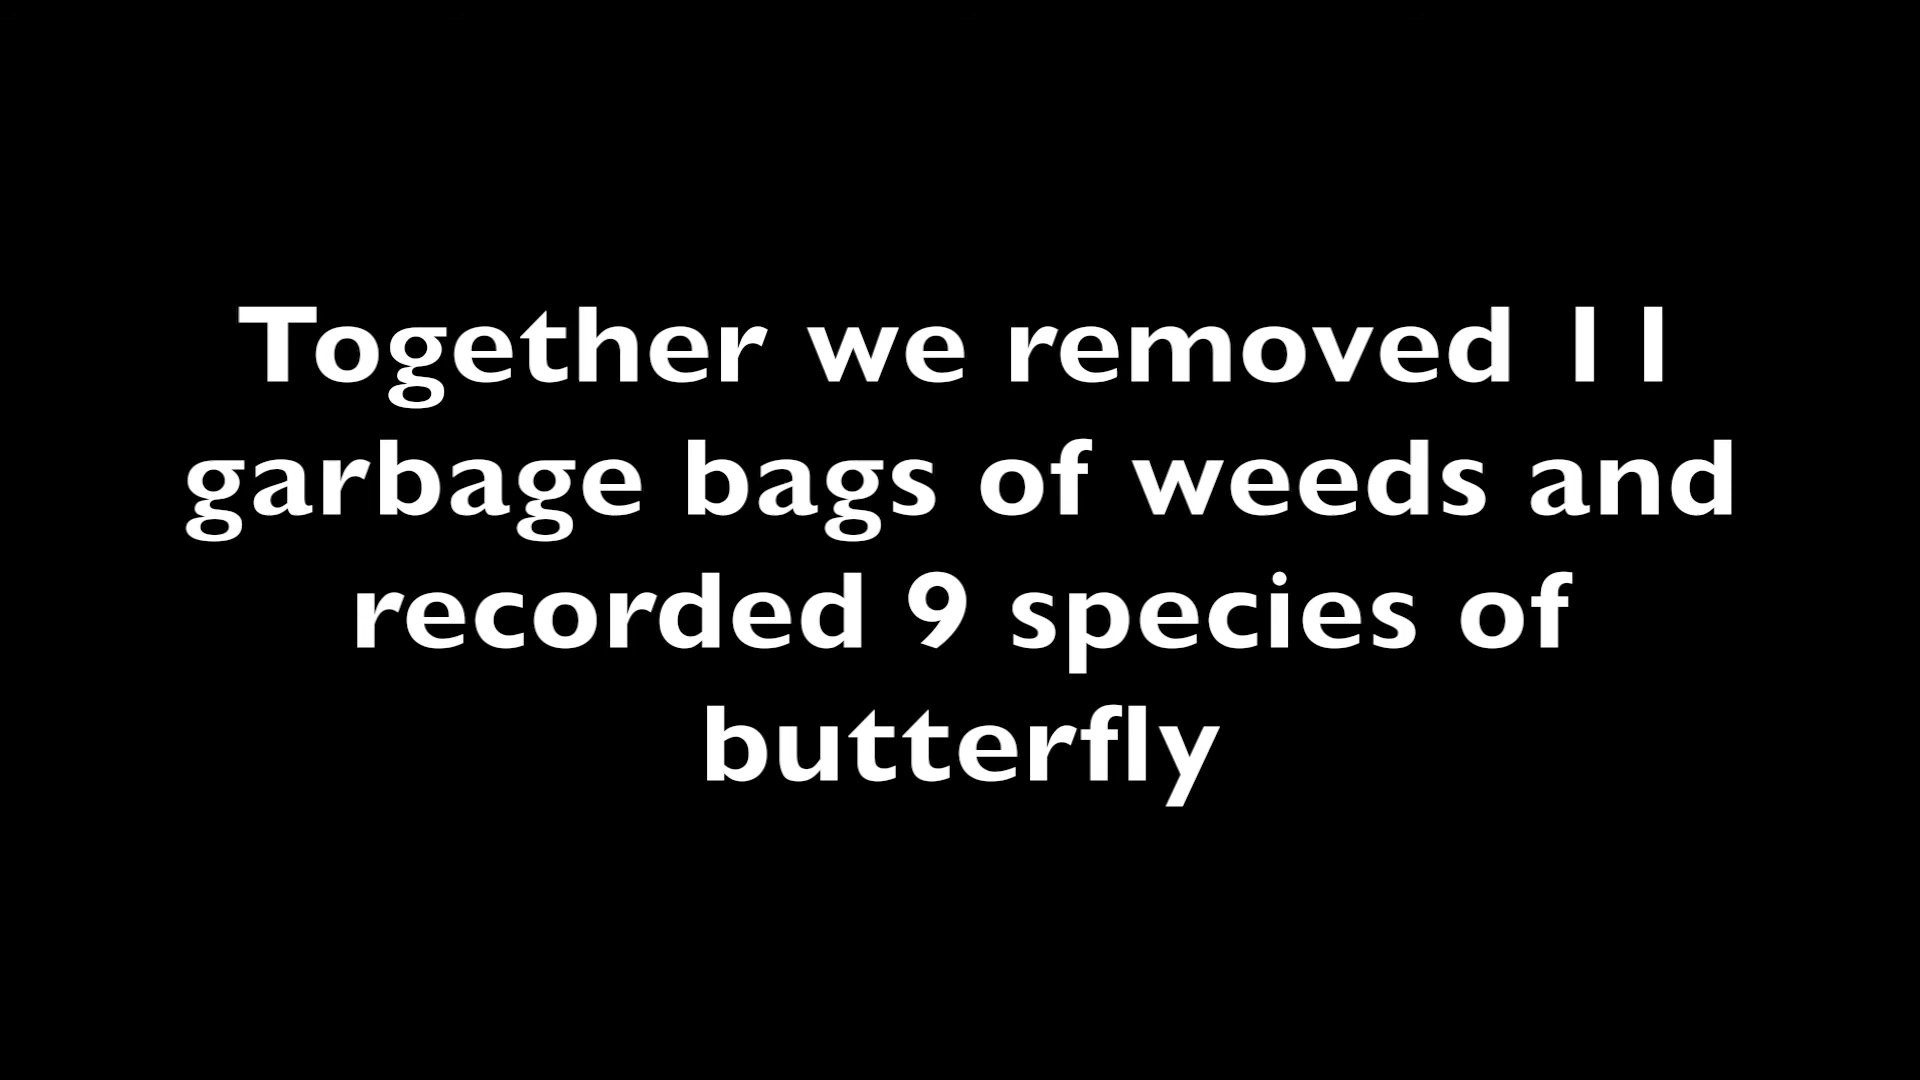 Together we removed 11
garbage bags of weeds and
recorded 9 species of
butterfly